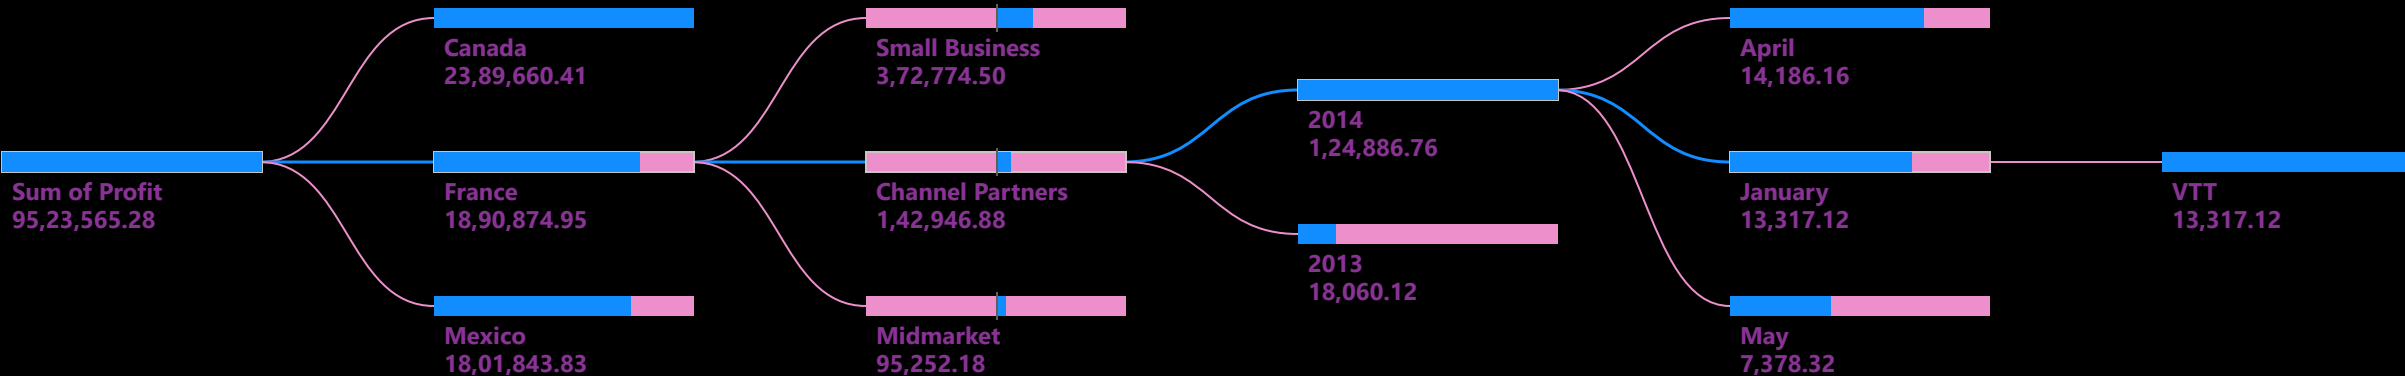 Sum of Profit
95,23,565.28
Canada
23,89,660.41
France
18,90,874.95
Mexico
18,01,843.83
Small Business
3,72,774.50
Channel Partners
1,42,946.88
Midmarket
95,252.18
2014
1,24,886.76
2013
18,060.12
April
14,186.16
January
13,317.12
May
7,378.32
VTT
13,317.12